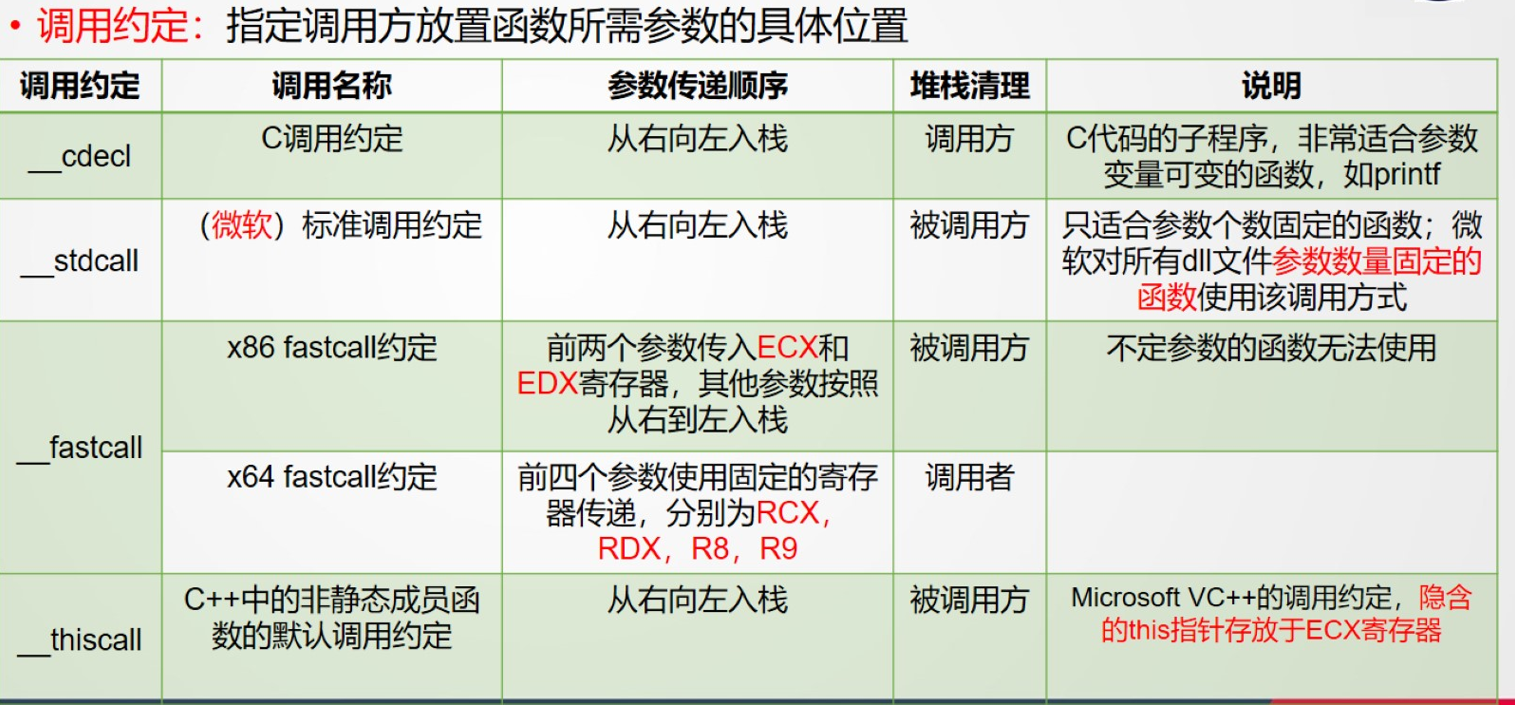 • 调用约定：指定调用方放置函数所需参数的具体位置
调用约定 调用名称 参数传递顺序 堆栈清理 说明
__cdecl
C调用约定
从右向左入栈
调用方
C代码的子程序，非常适合参数
变量可变的函数，如printf
__stdcall
（微软）标准调用约定
从右向左入栈
被调用方
只适合参数个数固定的函数；微
软对所有dll文件参数数量固定的
函数使用该调用方式
__fastcall
x86 fastcall约定
前两个参数传入ECX和
EDX寄存器，其他参数按照
从右到左入栈
被调用方
不定参数的函数无法使用
x64 fastcall约定
前四个参数使用固定的寄存
器传递，分别为RCX，
RDX，R8，R9
调用者
__thiscall
C++中的非静态成员函
数的默认调用约定
从右向左入栈
被调用方
Microsoft VC++的调用约定，隐含
的this指针存放于ECX寄存器